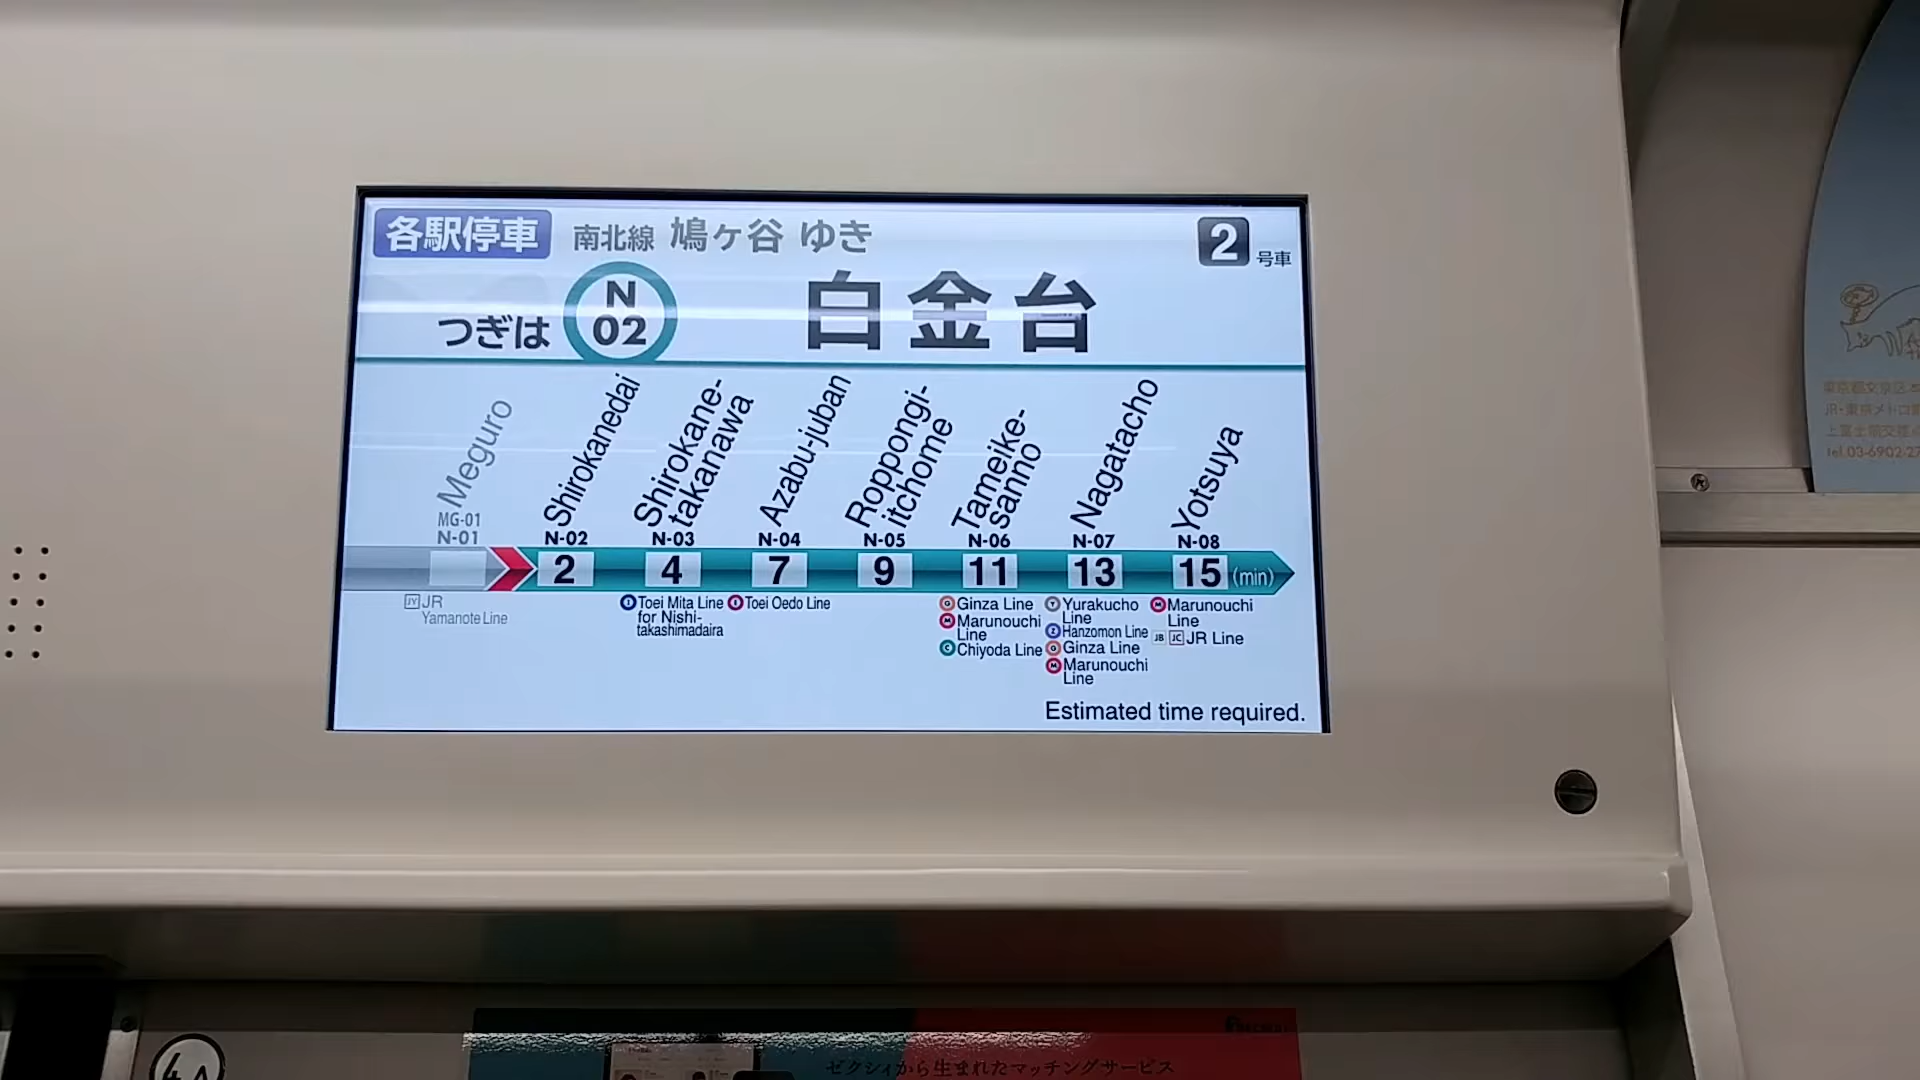 各駅停車 南北線 鳩ヶ谷 ゆき
2 号車
つぎは N 02 白金台
Meguro
Shirokanedai
Shirokane-
takanawa
Azabu-juban
Roppongi-
itchome
Tameike-
sanno
Nagatacho
Yotsuya
MG-01
N-01 N-02 N-03 N-04 N-05 N-06 N-07 N-08
2 4 7 9 11 13 15 (min)
JY JR
Yamanote Line
I Toei Mita Line
for Nishi-
takashimadaira
E Toei Oedo Line
G Ginza Line
M Marunouchi
Line
C Chiyoda Line
Y Yurakucho
Line
Z Hanzomon Line
G Ginza Line
M Marunouchi
Line
M Marunouchi
Line
JB JC JR Line
Estimated time required.
4A
ゼクシィから生まれたマッチングサービス